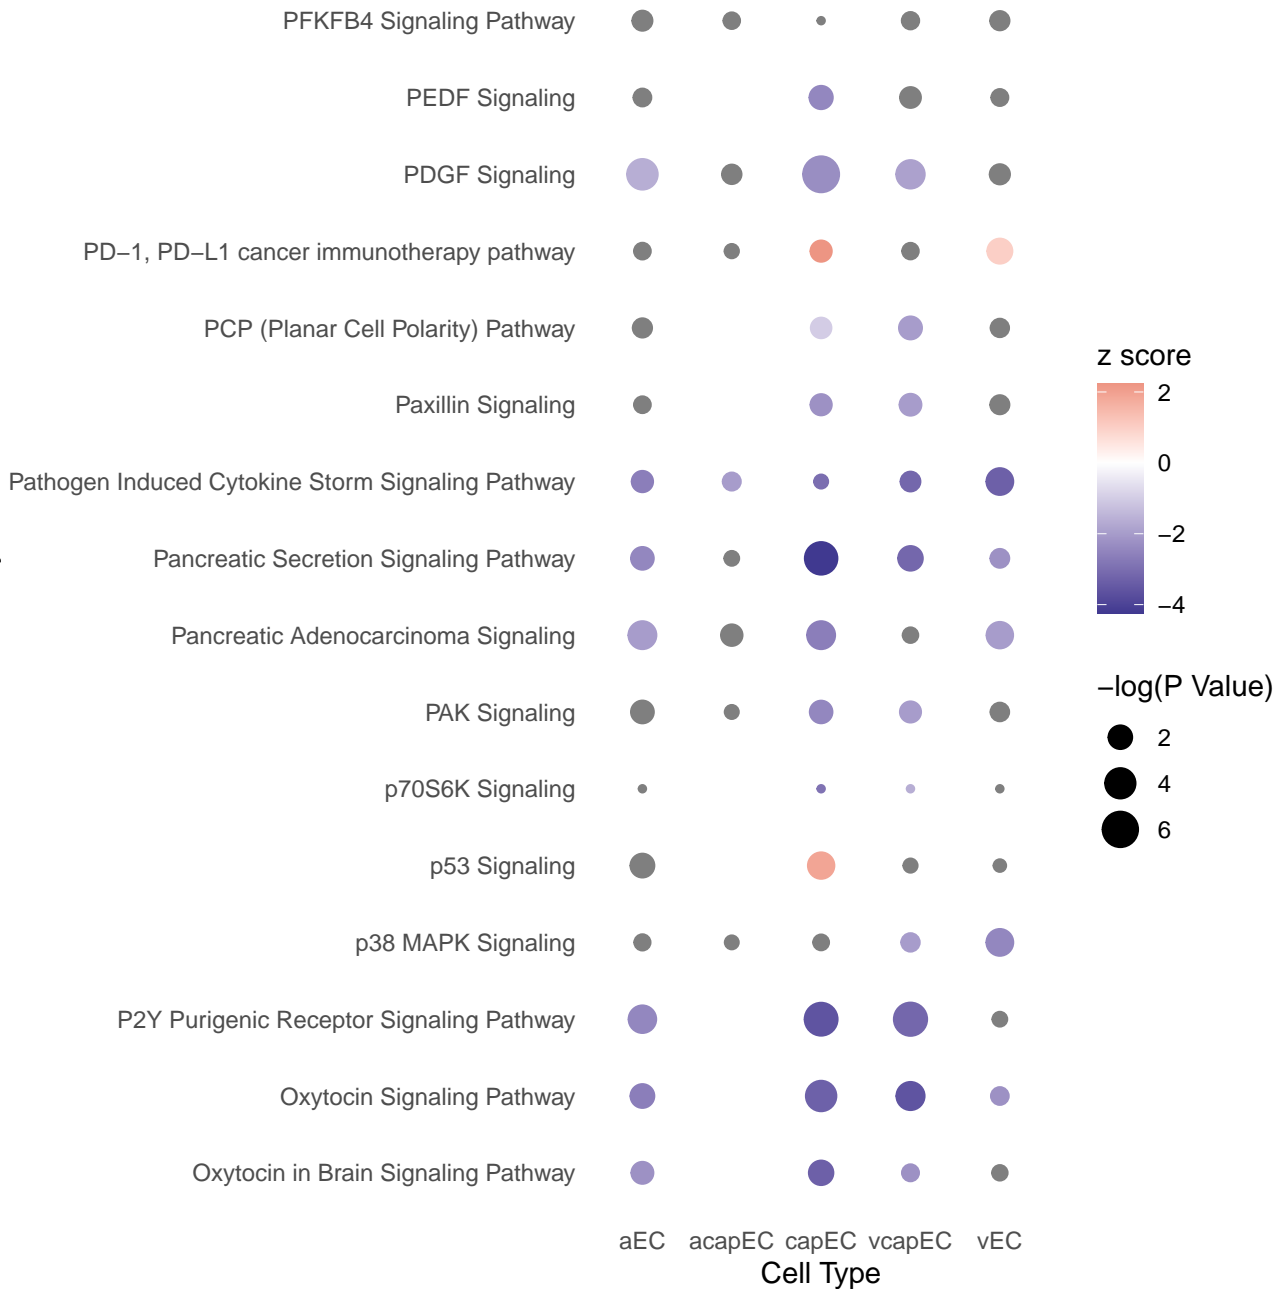 PFKFB4 Signaling Pathway
PEDF Signaling
PDGF Signaling
PD−1, PD−L1 cancer immunotherapy pathway
PCP (Planar Cell Polarity) Pathway
Paxillin Signaling
Pathogen Induced Cytokine Storm Signaling Pathway
Pancreatic Secretion Signaling Pathway
Pancreatic Adenocarcinoma Signaling
PAK Signaling
p70S6K Signaling
p53 Signaling
p38 MAPK Signaling
P2Y Purigenic Receptor Signaling Pathway
Oxytocin Signaling Pathway
Oxytocin in Brain Signaling Pathway
aEC acapEC capEC vcapEC vEC
Cell Type
z score
2
0
−2
−4
−log(P Value)
2
4
6